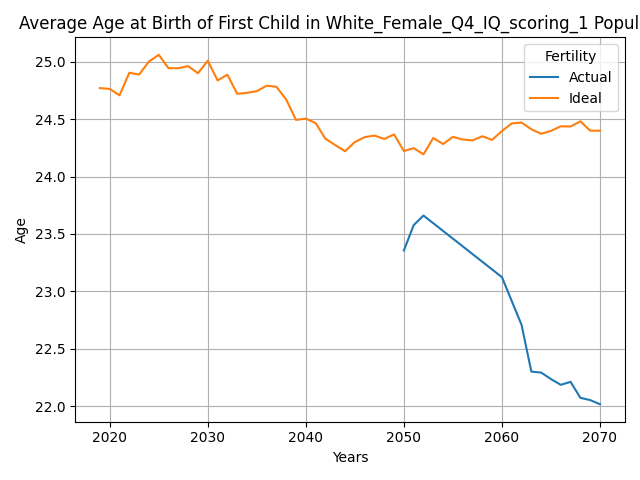 Average Age at Birth of First Child in White_Female_Q4_IQ_scoring_1 Popul
Fertility
Actual
Ideal
25.0
24.5
24.0
23.5
23.0
22.5
22.0
Age
2020 2030 2040 2050 2060 2070
Years